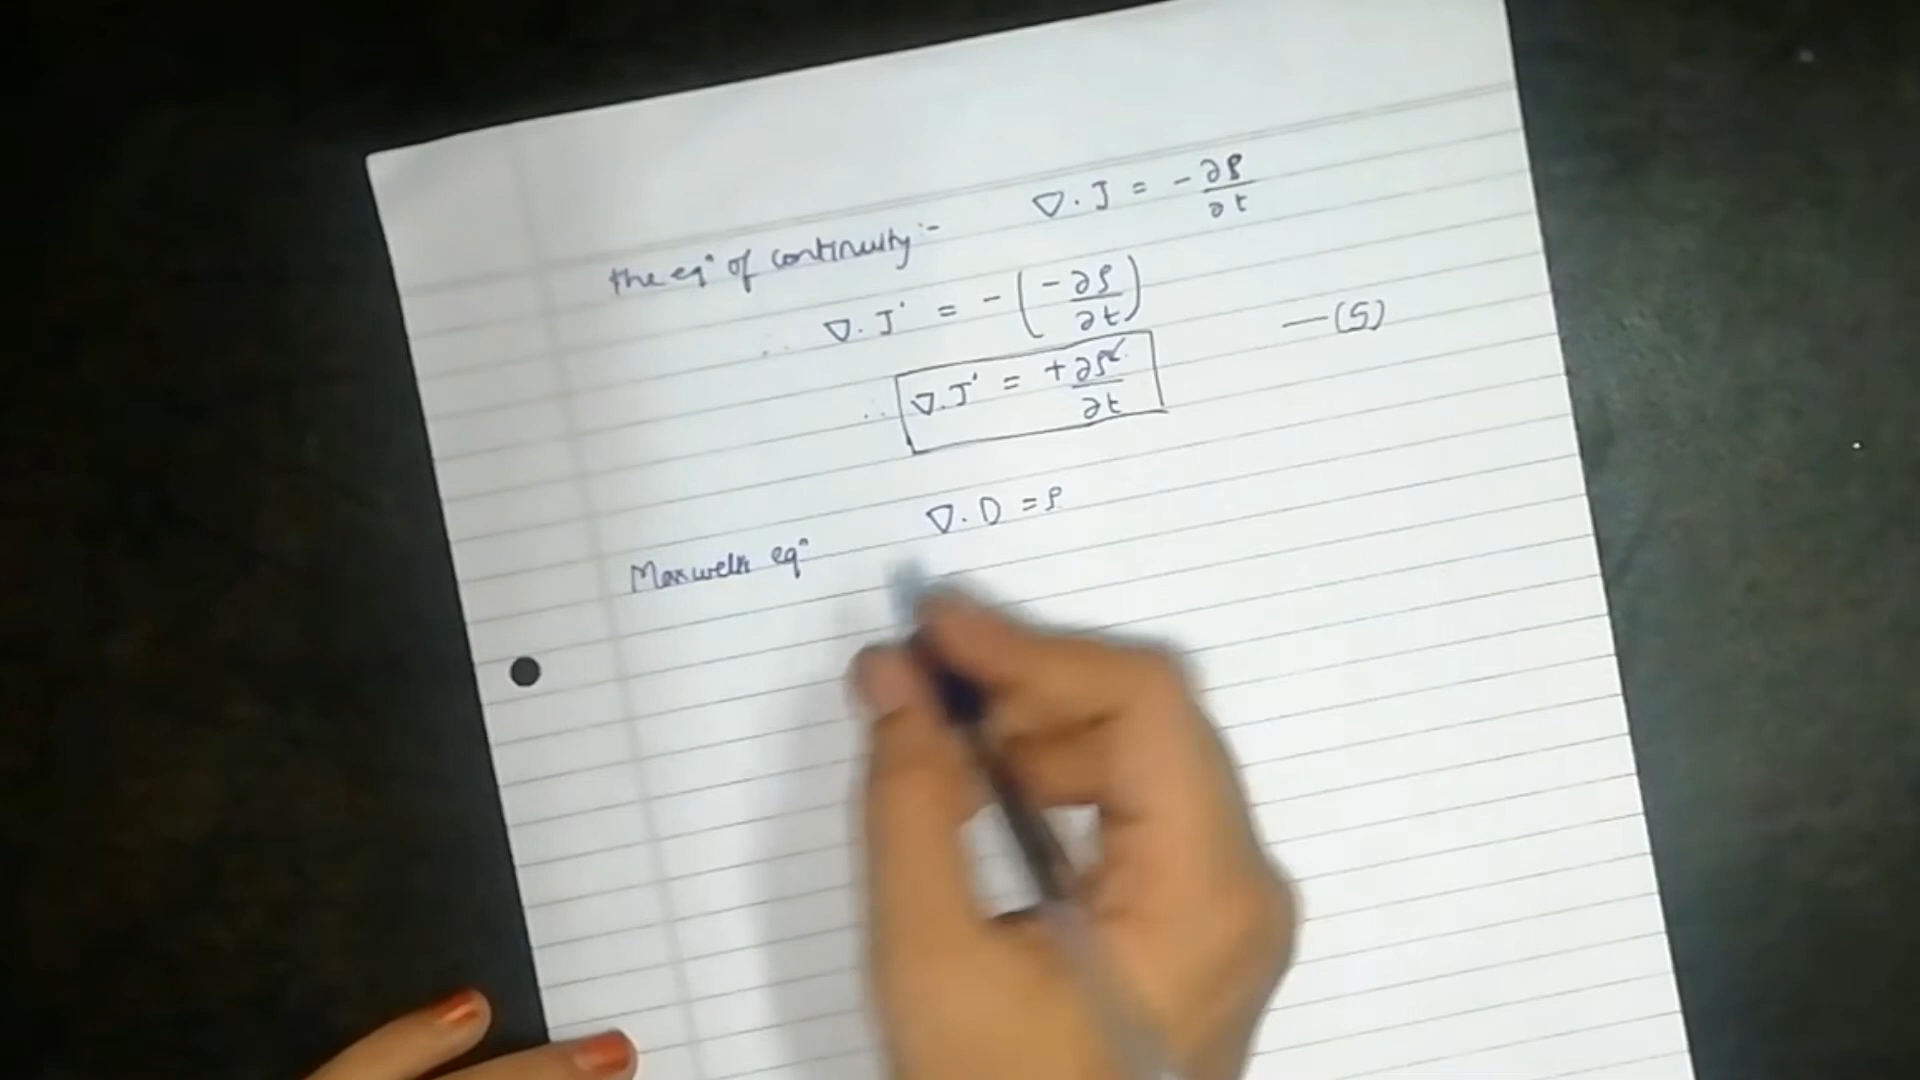 the eqⁿ of continuity :- ∇. J = - ∂ρ/∂t
∴ ∇. J' = - ( - ∂ρ/∂t )
∴ ∇. J' = + ∂ρ/∂t —(5)
Maxwells eqⁿ ∇. D = ρ